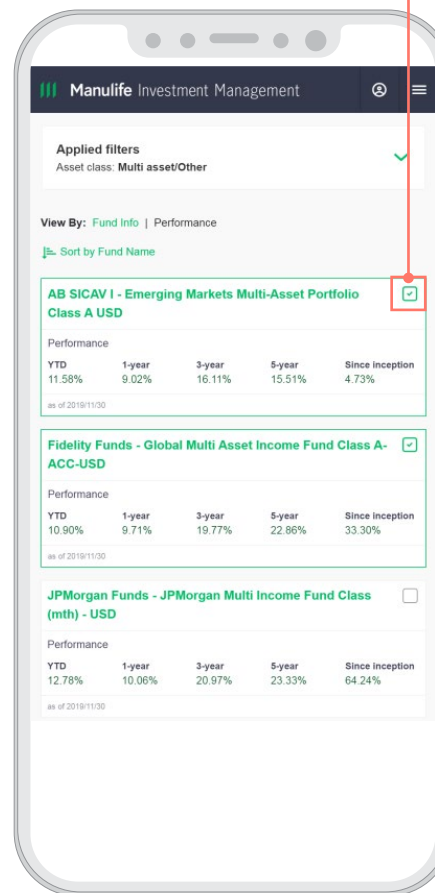 Manulife Investment Management
Applied filters
Asset class: Multi asset/Other
View By: Fund Info | Performance
Sort by Fund Name
AB SICAV I - Emerging Markets Multi-Asset Portfolio
Class A USD
Performance
YTD 1-year 3-year 5-year Since inception
11.58% 9.02% 16.11% 15.51% 4.73%
as of 2019/11/30
Fidelity Funds - Global Multi Asset Income Fund Class A-
ACC-USD
Performance
YTD 1-year 3-year 5-year Since inception
10.90% 9.71% 19.77% 22.86% 33.30%
as of 2019/11/30
JPMorgan Funds - JPMorgan Multi Income Fund Class
(mth) - USD
Performance
YTD 1-year 3-year 5-year Since inception
12.78% 10.06% 20.97% 23.33% 64.24%
as of 2019/11/30